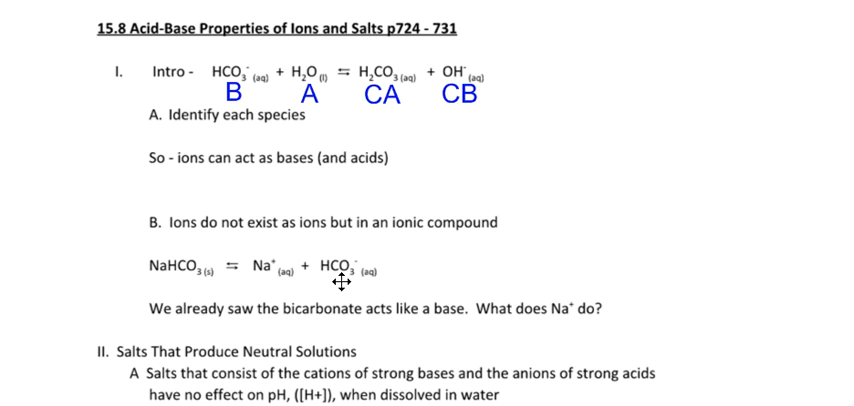 15.8 Acid-Base Properties of Ions and Salts p724 - 731
I. Intro - HCO₃⁻ (aq) + H₂O (l) ⇌ H₂CO₃ (aq) + OH⁻ (aq)
B A CA CB
A. Identify each species
So - ions can act as bases (and acids)
B. Ions do not exist as ions but in an ionic compound
NaHCO₃ (s) ⇌ Na⁺ (aq) + HCO₃⁻ (aq)
We already saw the bicarbonate acts like a base. What does Na⁺ do?
II. Salts That Produce Neutral Solutions
A Salts that consist of the cations of strong bases and the anions of strong acids
have no effect on pH, ([H+]), when dissolved in water